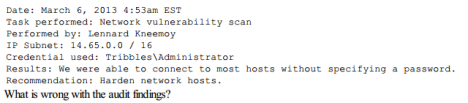 Date: March 6, 2013 4:53am EST
Task performed: Network vulnerability scan
Performed by: Lennard Kneemoy
IP Subnet: 14.65.0.0 / 16
Credential used: Tribbles\Administrator
Results: We were able to connect to most hosts without specifying a password.
Recommendation: Harden network hosts.
What is wrong with the audit findings?